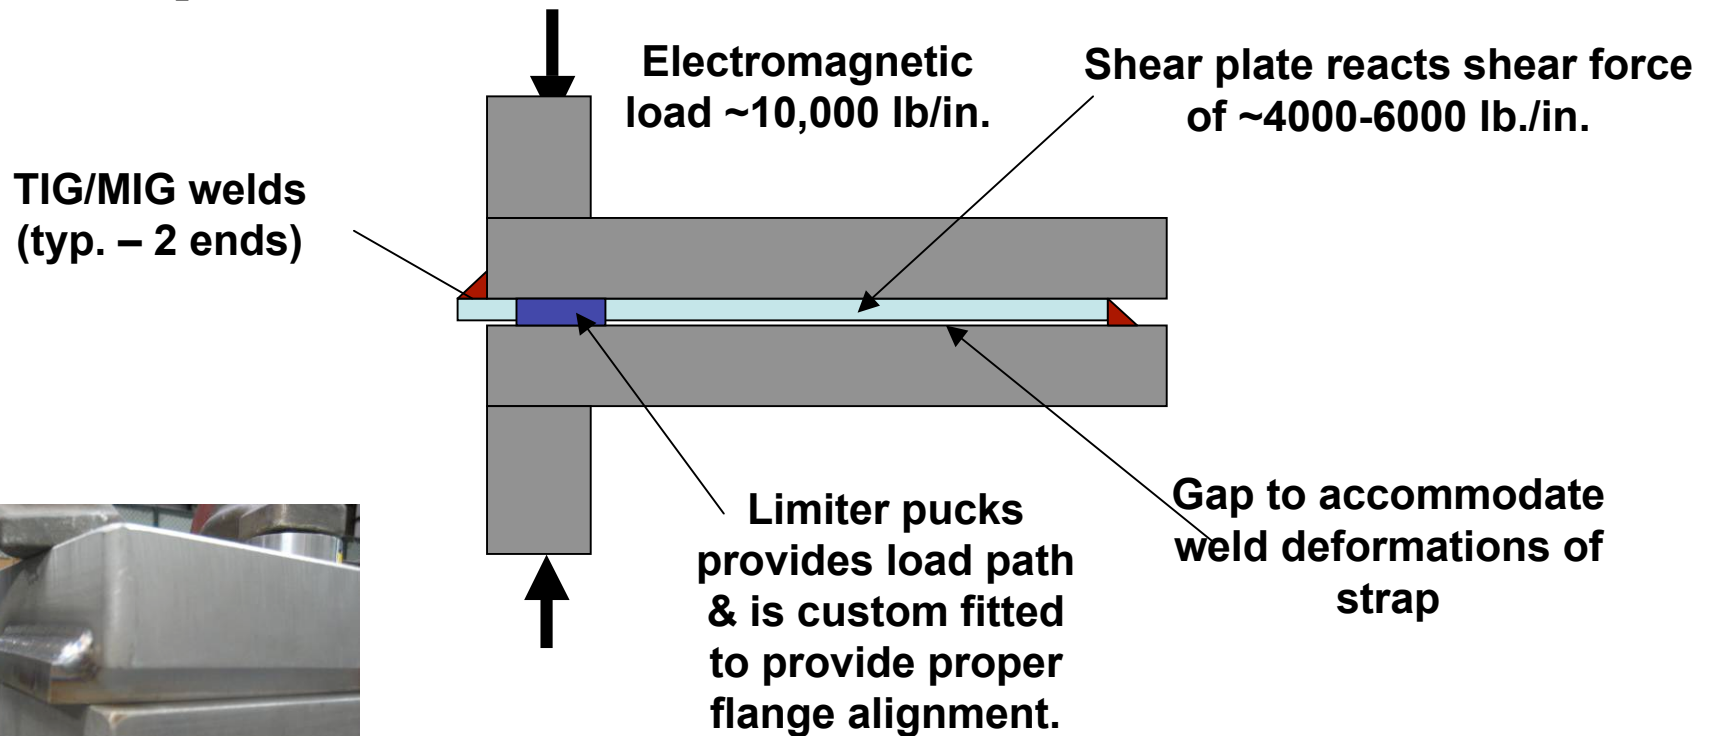 Electromagnetic
load ~10,000 lb/in.
Shear plate reacts shear force
of ~4000-6000 lb./in.
TIG/MIG welds
(typ. – 2 ends)
Limiter pucks
provides load path
& is custom fitted
to provide proper
flange alignment.
Gap to accommodate
weld deformations of
strap